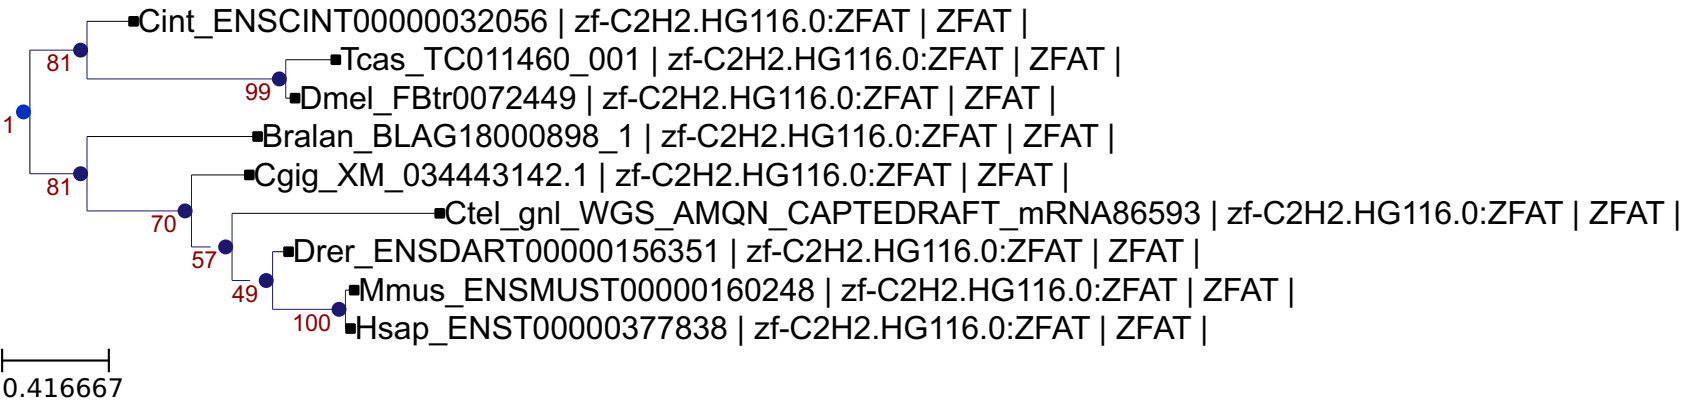 Cint_ENSCINT00000032056 | zf-C2H2.HG116.0:ZFAT | ZFAT |
81
Tcas_TC011460_001 | zf-C2H2.HG116.0:ZFAT | ZFAT |
99
Dmel_FBtr0072449 | zf-C2H2.HG116.0:ZFAT | ZFAT |
1
Bralan_BLAG18000898_1 | zf-C2H2.HG116.0:ZFAT | ZFAT |
81
Cgig_XM_034443142.1 | zf-C2H2.HG116.0:ZFAT | ZFAT |
70
Ctel_gnl_WGS_AMQN_CAPTEDRAFT_mRNA86593 | zf-C2H2.HG116.0:ZFAT | ZFAT |
57
Drer_ENSDART00000156351 | zf-C2H2.HG116.0:ZFAT | ZFAT |
49
Mmus_ENSMUST00000160248 | zf-C2H2.HG116.0:ZFAT | ZFAT |
100
Hsap_ENST00000377838 | zf-C2H2.HG116.0:ZFAT | ZFAT |
0.416667